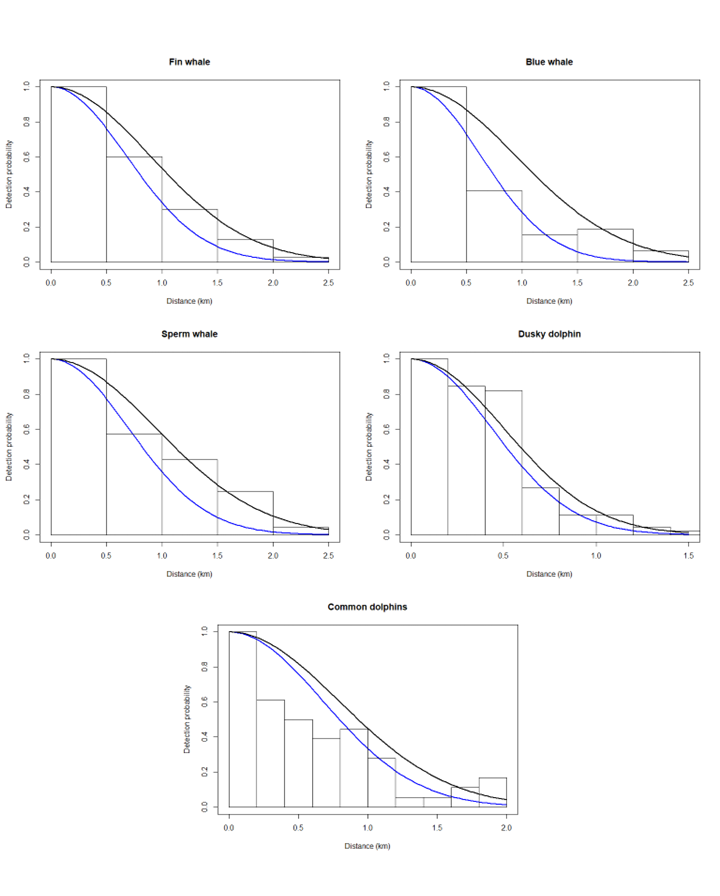 Fin whale
Detection probability
0.0 0.2 0.4 0.6 0.8 1.0
0.0 0.5 1.0 1.5 2.0 2.5
Distance (km)
Blue whale
Detection probability
0.0 0.2 0.4 0.6 0.8 1.0
0.0 0.5 1.0 1.5 2.0 2.5
Distance (km)
Sperm whale
Detection probability
0.0 0.2 0.4 0.6 0.8 1.0
0.0 0.5 1.0 1.5 2.0 2.5
Distance (km)
Dusky dolphin
Detection probability
0.0 0.2 0.4 0.6 0.8 1.0
0.0 0.5 1.0 1.5
Distance (km)
Common dolphins
Detection probability
0.0 0.2 0.4 0.6 0.8 1.0
0.0 0.5 1.0 1.5 2.0
Distance (km)